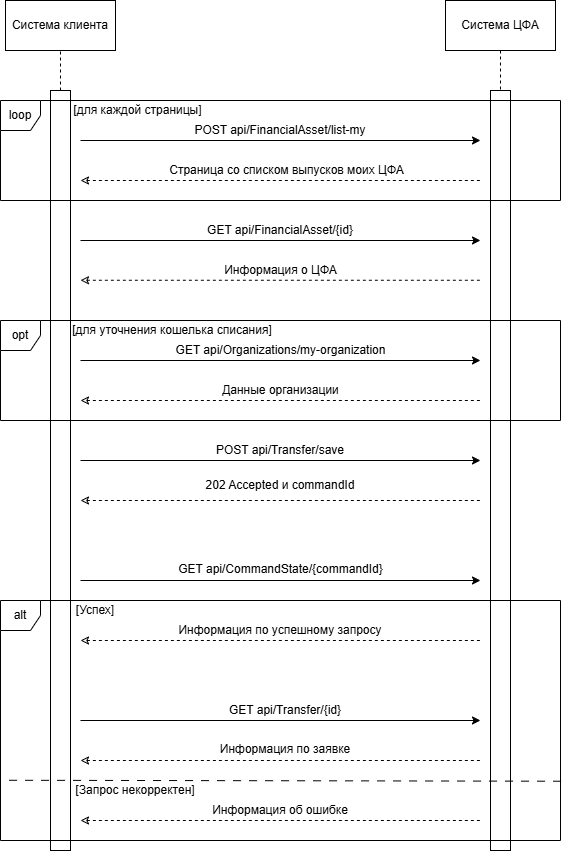 Система клиента
Система ЦФА
loop
[для каждой страницы]
POST api/FinancialAsset/list-my
Страница со списком выпусков моих ЦФА
GET api/FinancialAsset/{id}
Информация о ЦФА
opt
[для уточнения кошелька списания]
GET api/Organizations/my-organization
Данные организации
POST api/Transfer/save
202 Accepted и commandId
GET api/CommandState/{commandId}
alt
[Успех]
Информация по успешному запросу
GET api/Transfer/{id}
Информация по заявке
[Запрос некорректен]
Информация об ошибке